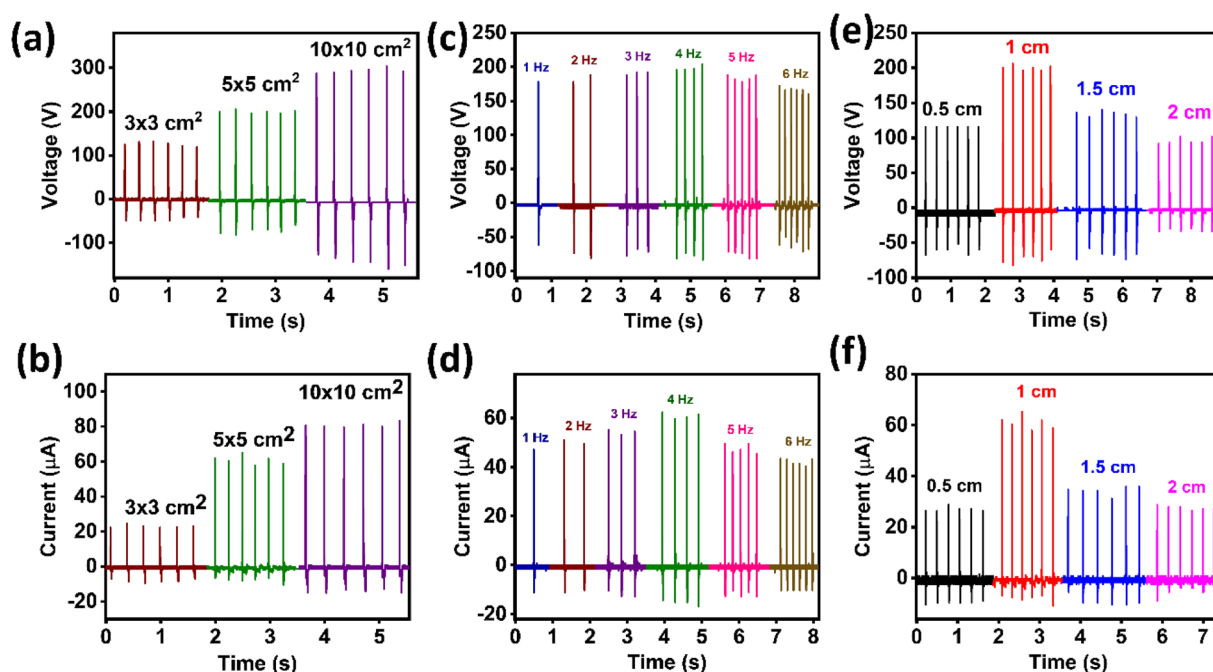 (a)
10x10 cm²
5x5 cm²
3x3 cm²
Voltage (V)
300
200
100
0
-100
0 1 2 3 4 5
Time (s)
(c)
1 Hz
2 Hz
3 Hz
4 Hz
5 Hz
6 Hz
Voltage (V)
250
200
150
100
50
0
-50
-100
0 1 2 3 4 5 6 7 8
Time (s)
(e)
0.5 cm
1 cm
1.5 cm
2 cm
Voltage (V)
250
200
150
100
50
0
-50
-100
0 1 2 3 4 5 6 7 8
Time (s)
(b)
10x10 cm²
5x5 cm²
3x3 cm²
Current (μA)
100
80
60
40
20
0
-20
0 1 2 3 4 5
Time (s)
(d)
1 Hz
2 Hz
3 Hz
4 Hz
5 Hz
6 Hz
Current (μA)
60
40
20
0
-20
0 1 2 3 4 5 6 7 8
Time (s)
(f)
0.5 cm
1 cm
1.5 cm
2 cm
Current (μA)
80
60
40
20
0
-20
0 1 2 3 4 5 6 7
Time (s)